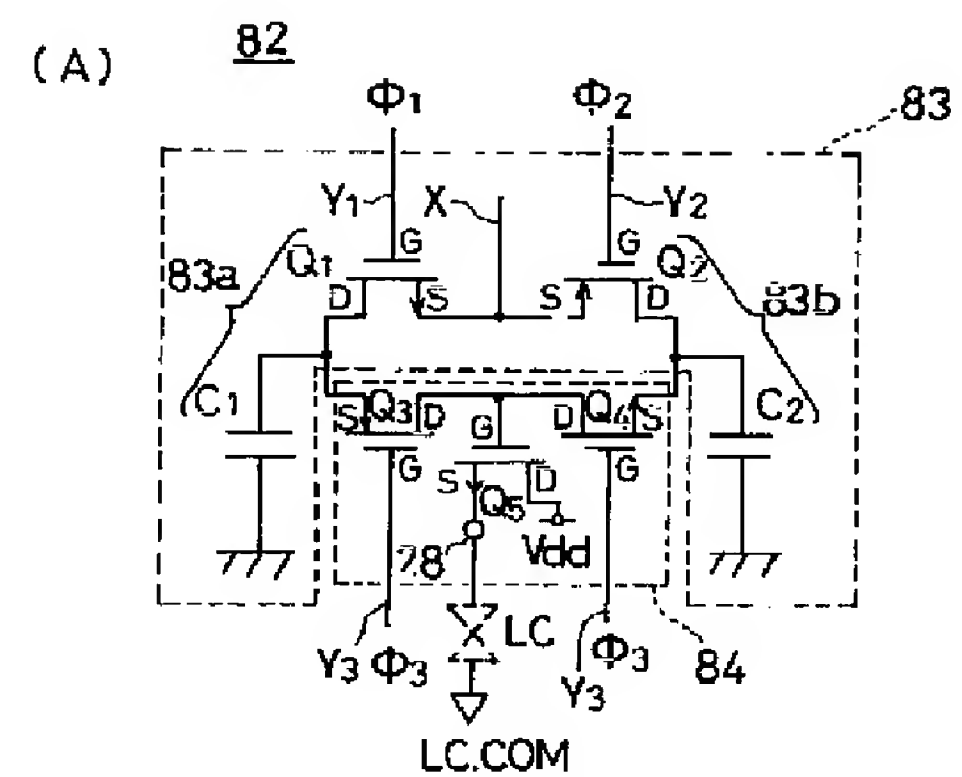 (A)
82
Φ1 Φ2
83
Y1 X Y2
G G
83a Q1 Q2 83b
D S S D
C1 S Q3 D G D Q4 S C2
G S Q5 D G
28 Vdd
LC
Y3 Φ3 Y3 Φ3 84
LC.COM